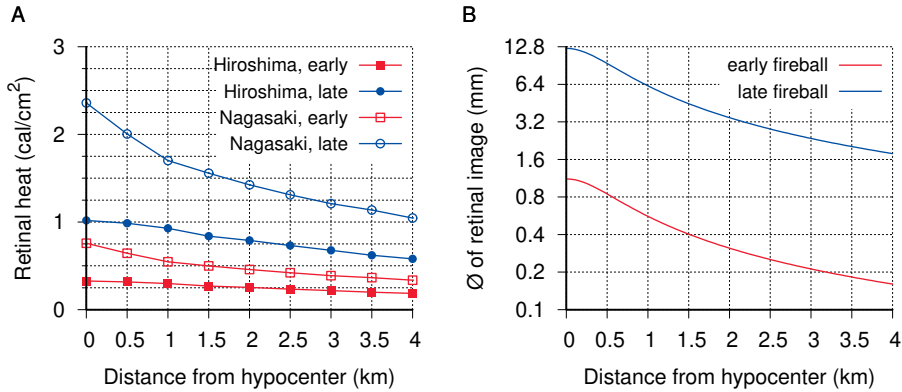 A
Retinal heat (cal/cm²)
3
2
1
0
Hiroshima, early
Hiroshima, late
Nagasaki, early
Nagasaki, late
0 0.5 1 1.5 2 2.5 3 3.5 4
Distance from hypocenter (km)
B
Ø of retinal image (mm)
12.8
6.4
3.2
1.6
0.8
0.4
0.2
0.1
early fireball
late fireball
0 0.5 1 1.5 2 2.5 3 3.5 4
Distance from hypocenter (km)